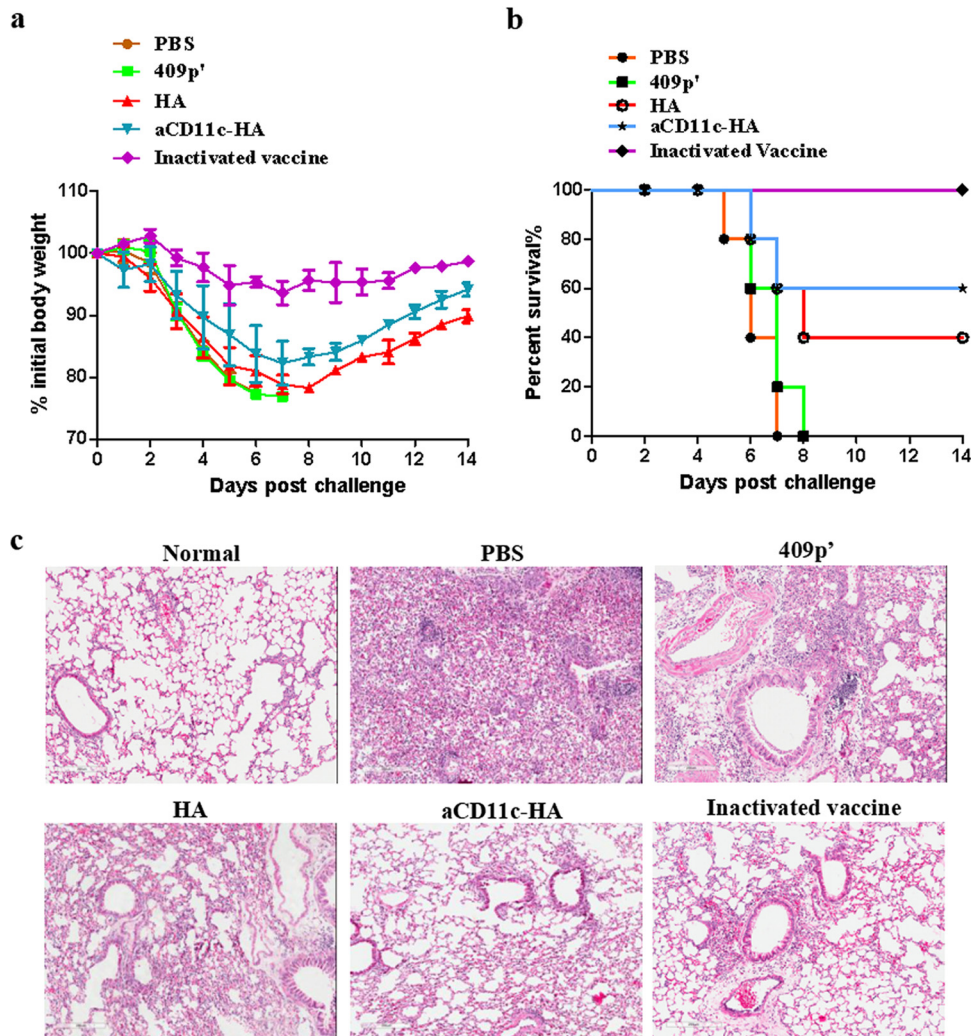 a
PBS
409p'
HA
aCD11c-HA
Inactivated vaccine
110
100
90
80
70
% initial body weight
0 2 4 6 8 10 12 14
Days post challenge
b
PBS
409p'
HA
aCD11c-HA
Inactivated Vaccine
100
80
60
40
20
0
Percent survival%
0 2 4 6 8 10 12 14
Days post challenge
c
Normal
PBS
409p’
HA
aCD11c-HA
Inactivated vaccine